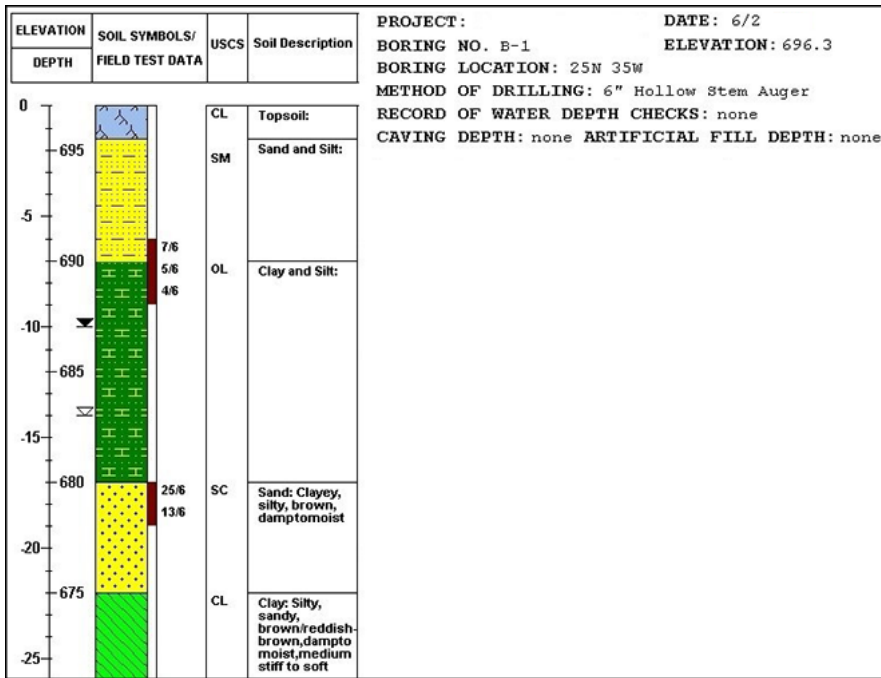 ELEVATION
DEPTH
SOIL SYMBOLS/
FIELD TEST DATA
USCS
Soil Description
PROJECT:
DATE: 6/2
BORING NO. B-1
ELEVATION: 696.3
BORING LOCATION: 25N 35W
METHOD OF DRILLING: 6" Hollow Stem Auger
RECORD OF WATER DEPTH CHECKS: none
CAVING DEPTH: none ARTIFICIAL FILL DEPTH: none
0
CL
Topsoil:
695
SM
Sand and Silt:
-5
7/6
690
5/6
OL
Clay and Silt:
4/6
-10
685
-15
680
25/6
SC
Sand: Clayey,
silty, brown,
damptomoist
13/6
-20
675
CL
Clay: Silty,
sandy,
brown/reddish-
brown,dampto
moist,medium
stiff to soft
-25